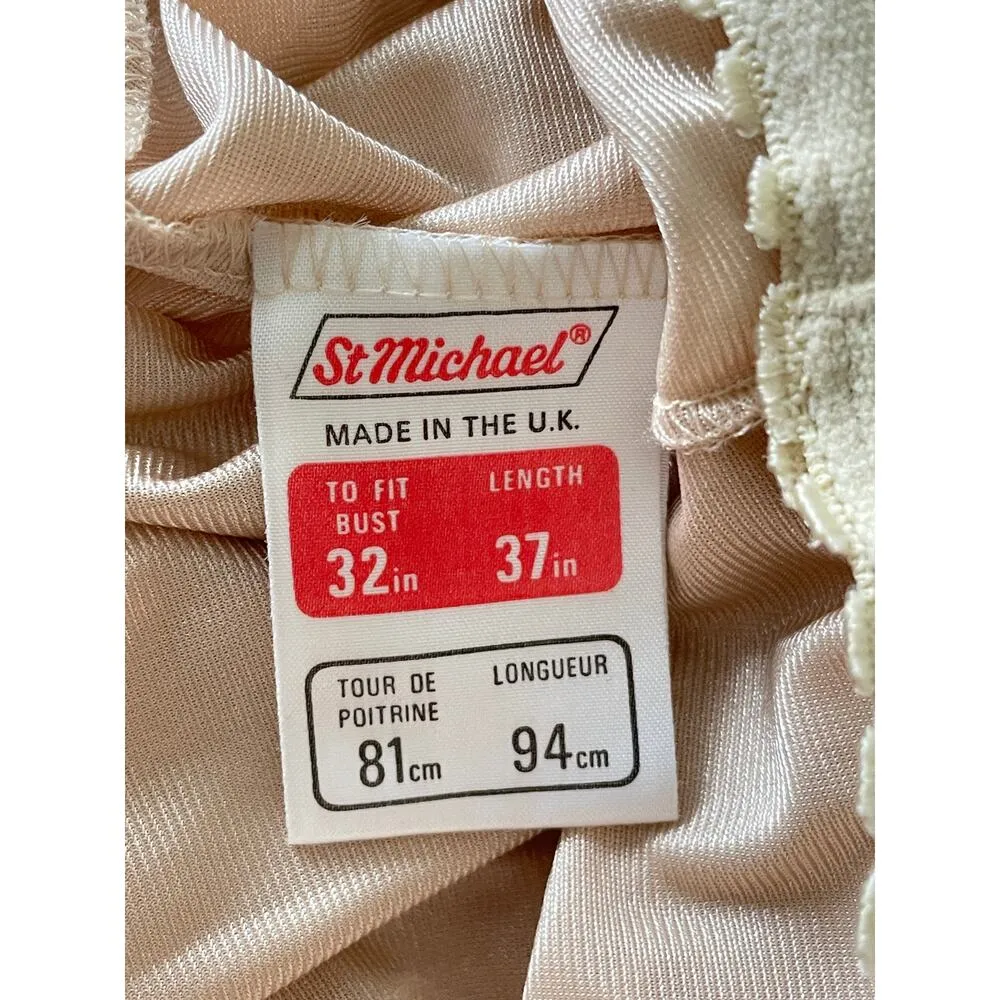 St Michael®
MADE IN THE U.K.
TO FIT BUST
32in
LENGTH
37in
TOUR DE POITRINE
81cm
LONGUEUR
94cm